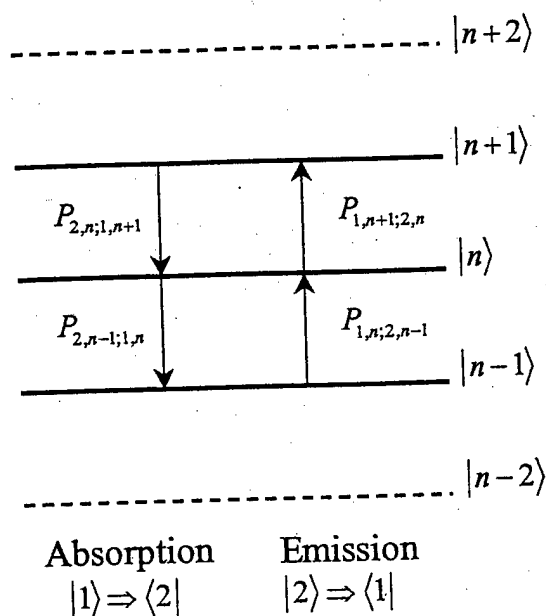 |n+2⟩
|n+1⟩
P_{2,n;1,n+1} P_{1,n+1;2,n}
|n⟩
P_{2,n−1;1,n} P_{1,n;2,n−1}
|n−1⟩
|n−2⟩
Absorption Emission
|1⟩⇒⟨2| |2⟩⇒⟨1|